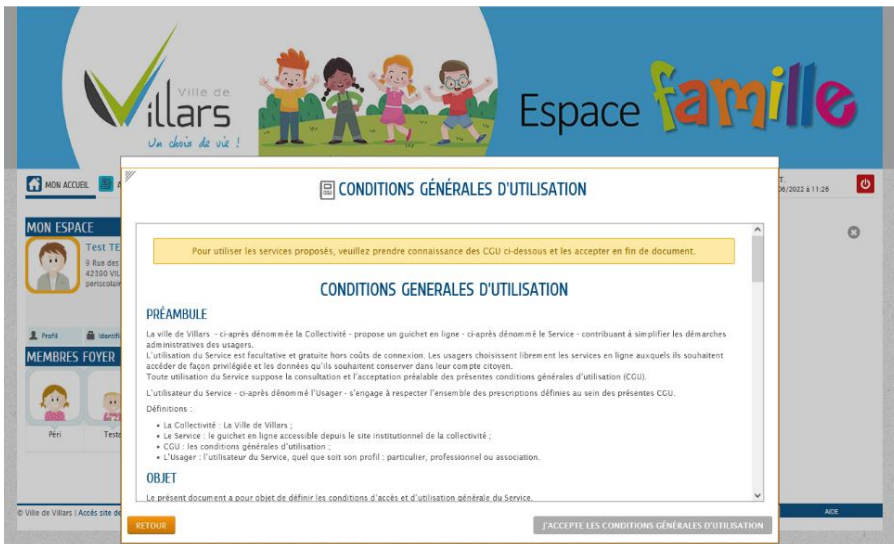 Ville de
Villars
Un choix de vie !
Espace famille
MON ACCUEIL
T.
06/2022 à 11:26
CGU
CONDITIONS GÉNÉRALES D'UTILISATION
MON ESPACE
Test TE
9 Rue des
42390 VIL
periscolair
Profil
Identifi
MEMBRES FOYER
Péri
Teste
Pour utiliser les services proposés, veuillez prendre connaissance des CGU ci-dessous et les accepter en fin de document.
CONDITIONS GENERALES D'UTILISATION
PRÉAMBULE
La ville de Villars - ci-après dénommée la Collectivité - propose un guichet en ligne - ci-après dénommé le Service - contribuant à simplifier les démarches
administratives des usagers.
L'utilisation du Service est facultative et gratuite hors coûts de connexion. Les usagers choisissent librement les services en ligne auxquels ils souhaitent
accéder de façon privilégiée et les données qu'ils souhaitent conserver dans leur compte citoyen.
Toute utilisation du Service suppose la consultation et l'acceptation préalable des présentes conditions générales d'utilisation (CGU).
L'utilisateur du Service - ci-après dénommé l'Usager - s'engage à respecter l'ensemble des prescriptions définies au sein des présentes CGU.
Définitions :
• La Collectivité : La Ville de Villars ;
• Le Service : le guichet en ligne accessible depuis le site institutionnel de la collectivité ;
• CGU : les conditions générales d'utilisation ;
• L'Usager : l'utilisateur du Service, quel que soit son profil : particulier, professionnel ou association.
OBJET
Le présent document a pour objet de définir les conditions d'accès et d'utilisation générale du Service.
© Ville de Villars | Accès site de
RETOUR
J'ACCEPTE LES CONDITIONS GÉNÉRALES D'UTILISATION
AIDE